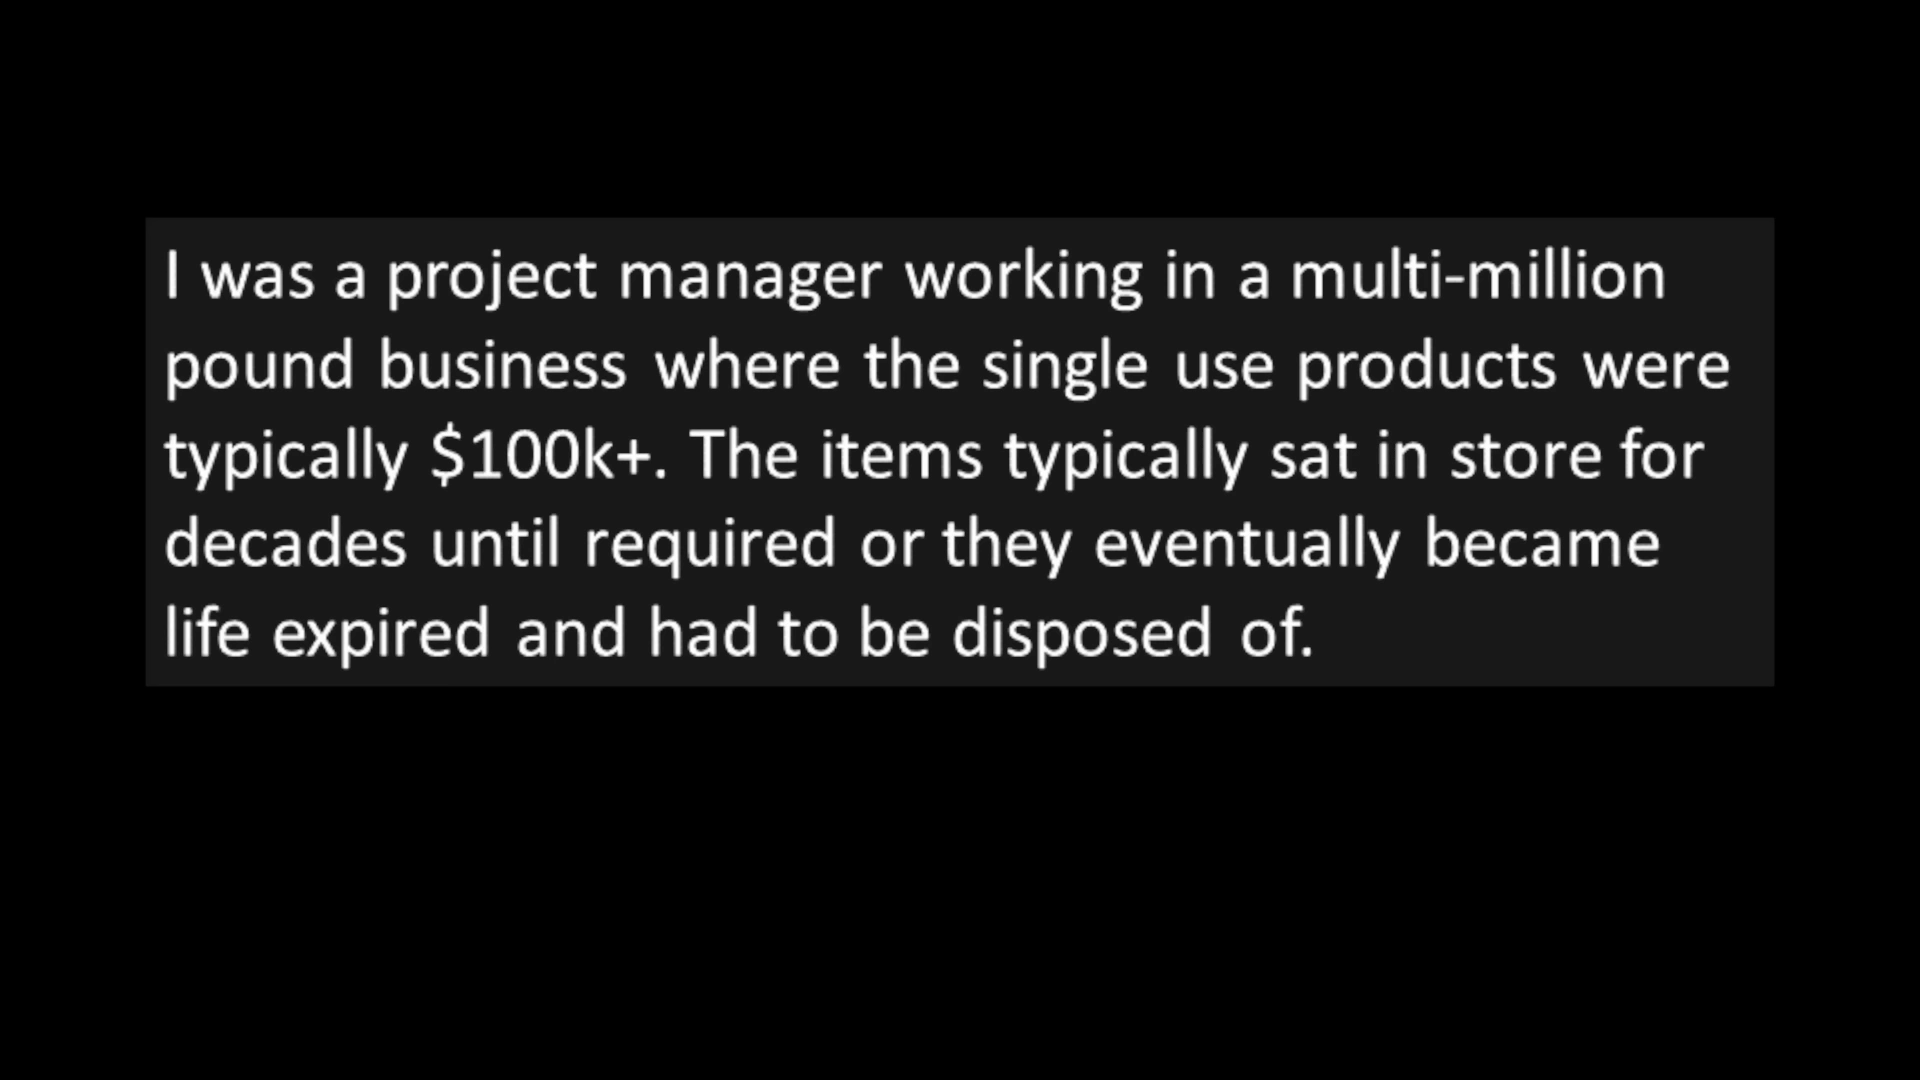 I was a project manager working in a multi-million
pound business where the single use products were
typically $100k+. The items typically sat in store for
decades until required or they eventually became
life expired and had to be disposed of.